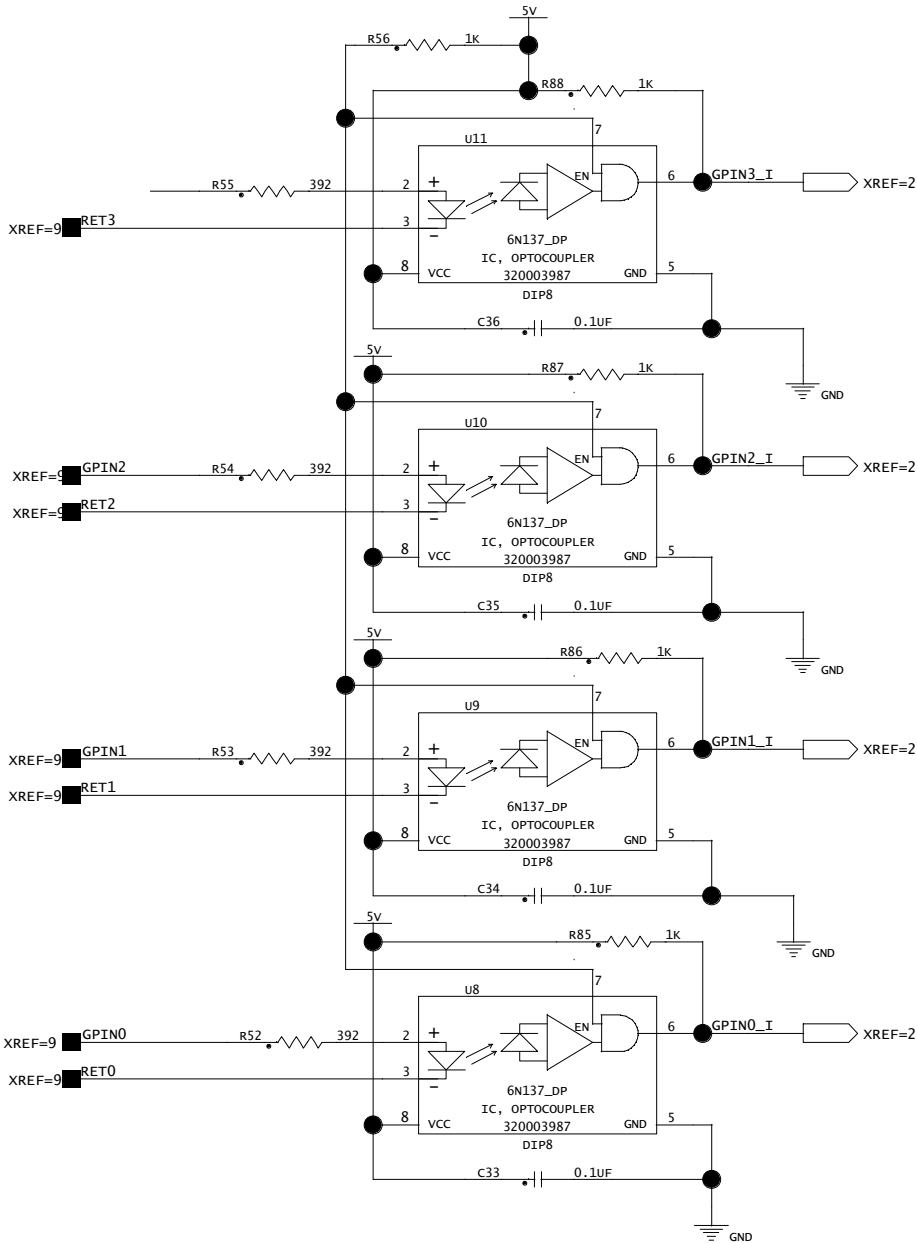 5V
R56 1K
R88 1K
7
U11
EN
R55 392 2 + 6 GPIN3_I XREF=2
XREF=9 RET3 3 −
6N137_DP
IC, OPTOCOUPLER
8 VCC 320003987 GND 5
DIP8
C36 0.1UF
5V
R87 1K
GND
7
U10
EN
XREF=9 GPIN2 R54 392 2 + 6 GPIN2_I XREF=2
XREF=9 RET2 3 −
6N137_DP
IC, OPTOCOUPLER
8 VCC 320003987 GND 5
DIP8
C35 0.1UF
5V
R86 1K
GND
7
U9
EN
XREF=9 GPIN1 R53 392 2 + 6 GPIN1_I XREF=2
XREF=9 RET1 3 −
6N137_DP
IC, OPTOCOUPLER
8 VCC 320003987 GND 5
DIP8
C34 0.1UF
5V
R85 1K
GND
7
U8
EN
XREF=9 GPIN0 R52 392 2 + 6 GPIN0_I XREF=2
XREF=9 RET0 3 −
6N137_DP
IC, OPTOCOUPLER
8 VCC 320003987 GND 5
DIP8
C33 0.1UF
GND